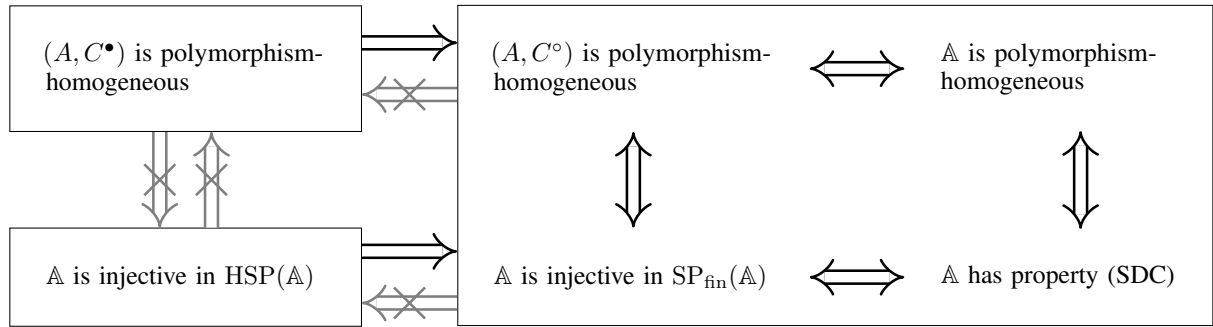 (A, C•) is polymorphism-
homogeneous
(A, C°) is polymorphism-
homogeneous
𝔸 is polymorphism-
homogeneous
𝔸 is injective in HSP(𝔸)
𝔸 is injective in SP_fin(𝔸)
𝔸 has property (SDC)